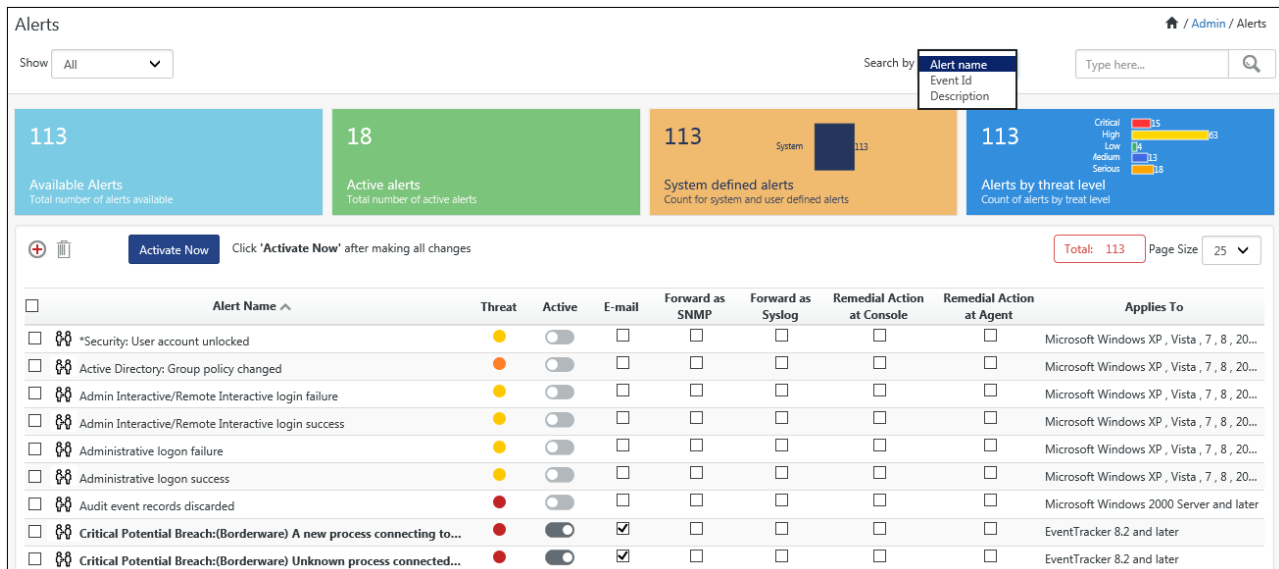 Alerts
/ Admin / Alerts
Show All
Search by Alert name
Event Id
Description
Type here...
113
Available Alerts
Total number of alerts available
18
Active alerts
Total number of active alerts
113
System 113
System defined alerts
Count for system and user defined alerts
113
Critical 15
High 63
Low 4
Medium 13
Serious 18
Alerts by threat level
Count of alerts by treat level
Activate Now Click 'Activate Now' after making all changes
Total: 113 Page Size 25
Alert Name Threat Active E-mail Forward as SNMP Forward as Syslog Remedial Action at Console Remedial Action at Agent Applies To
*Security: User account unlocked Microsoft Windows XP , Vista , 7 , 8 , 20...
Active Directory: Group policy changed Microsoft Windows XP , Vista , 7 , 8 , 20...
Admin Interactive/Remote Interactive login failure Microsoft Windows XP , Vista , 7 , 8 , 20...
Admin Interactive/Remote Interactive login success Microsoft Windows XP , Vista , 7 , 8 , 20...
Administrative logon failure Microsoft Windows XP , Vista , 7 , 8 , 20...
Administrative logon success Microsoft Windows XP , Vista , 7 , 8 , 20...
Audit event records discarded Microsoft Windows 2000 Server and later
Critical Potential Breach:(Borderware) A new process connecting to... EventTracker 8.2 and later
Critical Potential Breach:(Borderware) Unknown process connected... EventTracker 8.2 and later